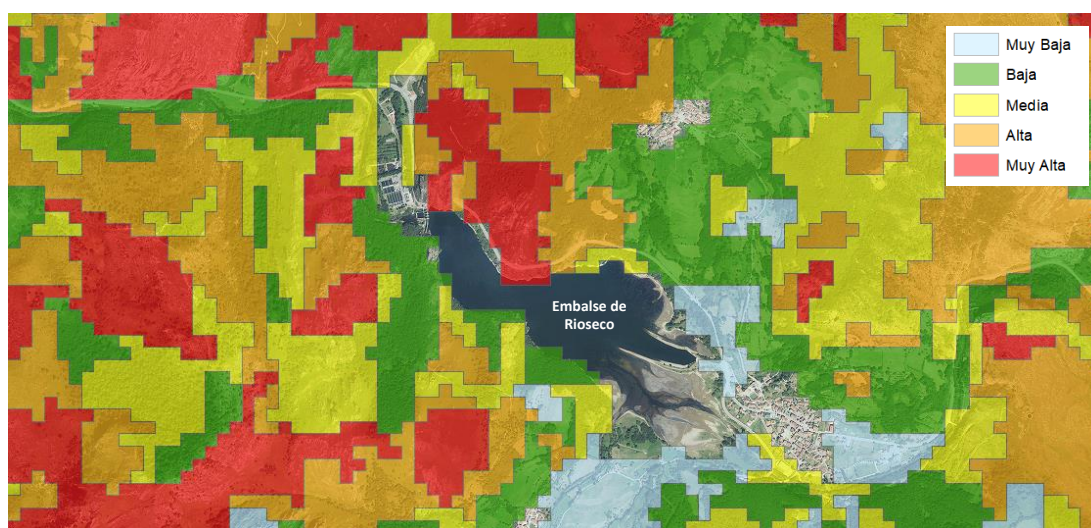 Muy Baja
Baja
Media
Alta
Muy Alta
Embalse de
Rioseco